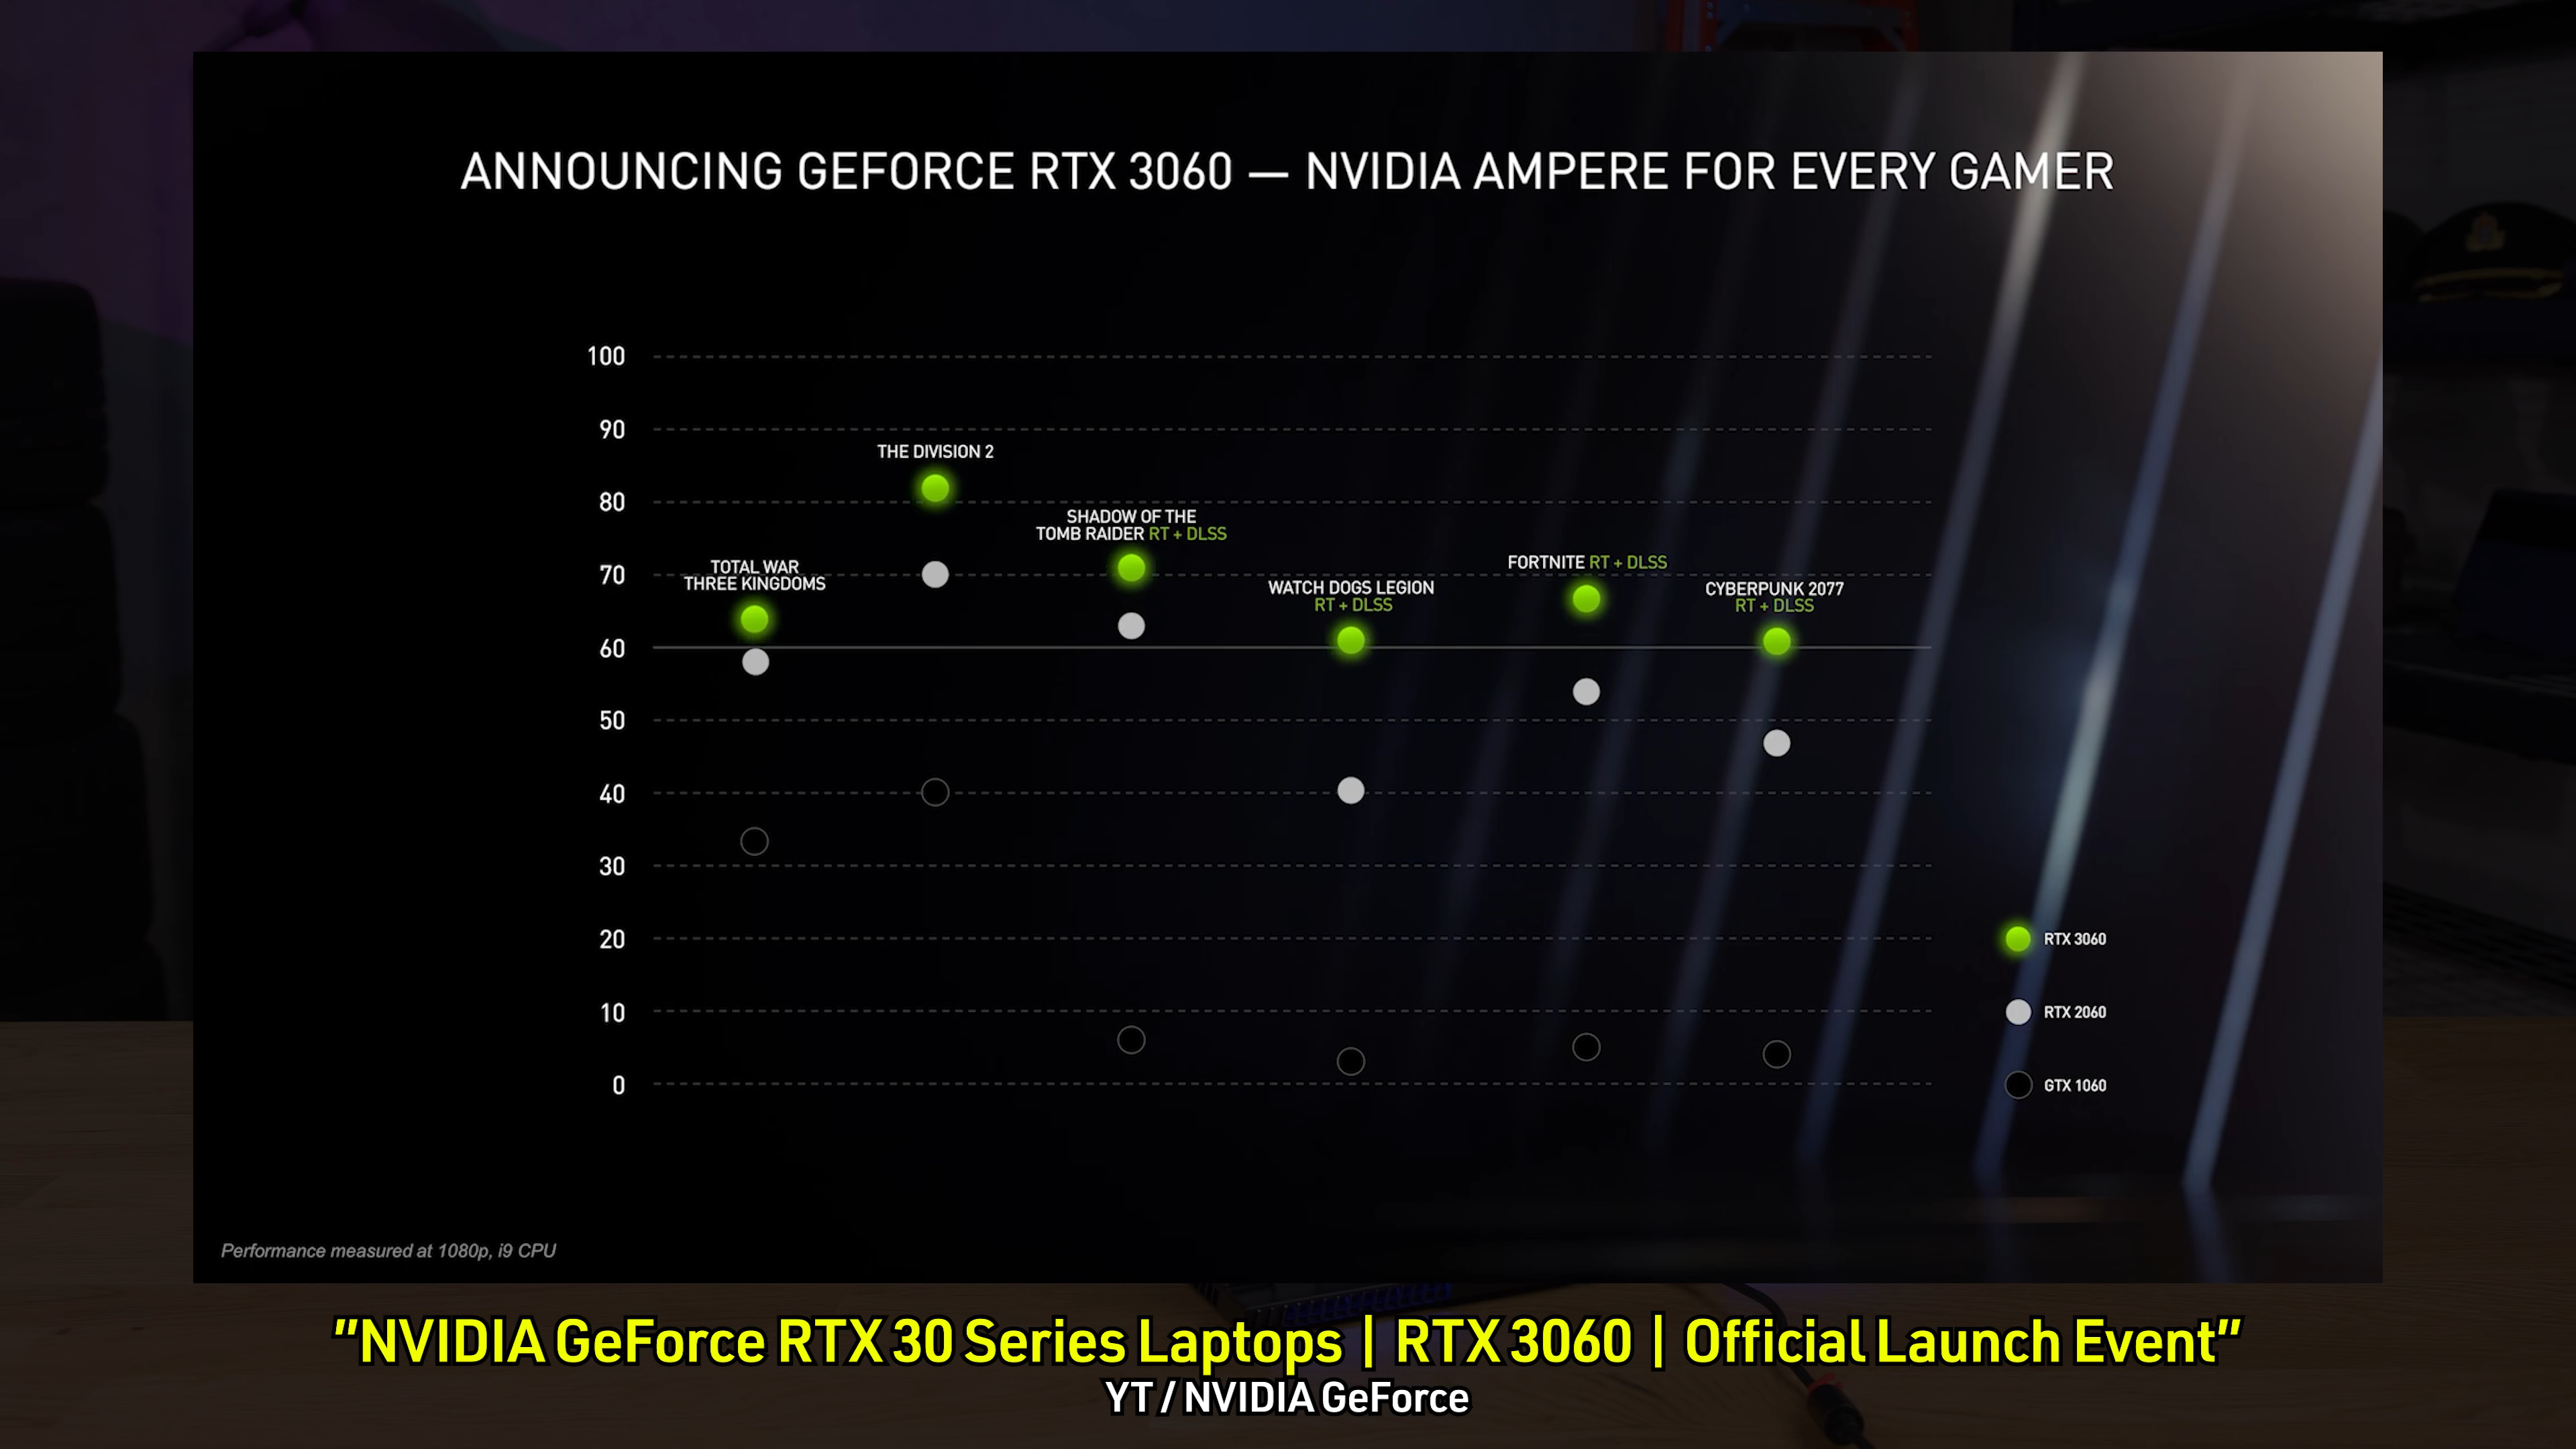 ANNOUNCING GEFORCE RTX 3060 — NVIDIA AMPERE FOR EVERY GAMER
100
90
THE DIVISION 2
80
SHADOW OF THE
TOMB RAIDER RT + DLSS
70
TOTAL WAR
THREE KINGDOMS
FORTNITE RT + DLSS
WATCH DOGS LEGION
RT + DLSS
CYBERPUNK 2077
RT + DLSS
60
50
40
30
20
10
0
RTX 3060
RTX 2060
GTX 1060
Performance measured at 1080p, i9 CPU
"NVIDIA GeForce RTX 30 Series Laptops | RTX 3060 | Official Launch Event"
YT / NVIDIA GeForce